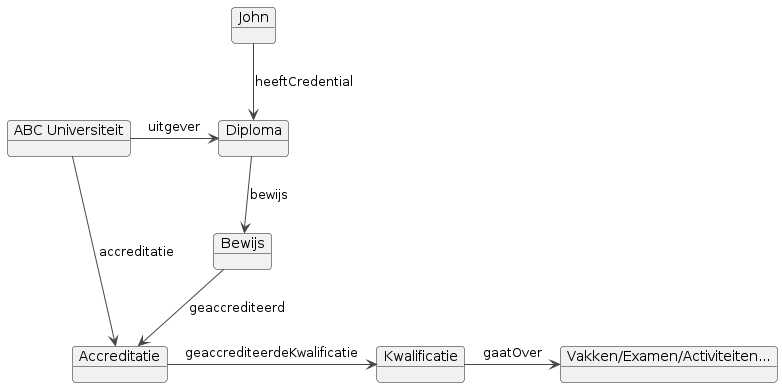 John
heeftCredential
ABC Universiteit
uitgever
Diploma
bewijs
accreditatie
Bewijs
geaccrediteerd
Accreditatie
geaccrediteerdeKwalificatie
Kwalificatie
gaatOver
Vakken/Examen/Activiteiten...